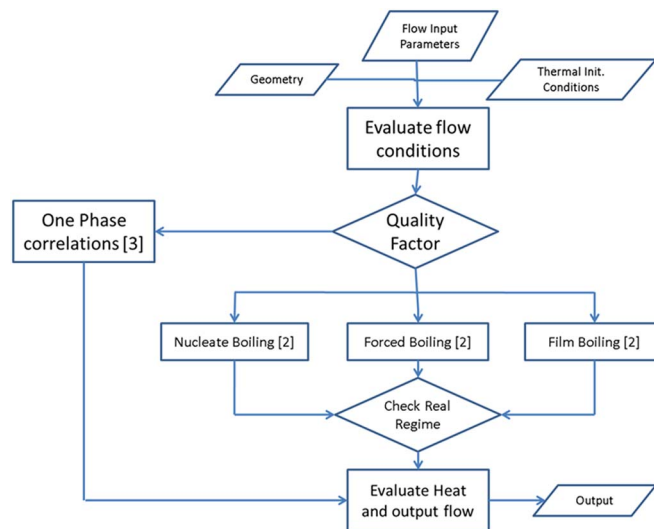 Flow Input
Parameters
Geometry
Thermal Init.
Conditions
Evaluate flow
conditions
One Phase
correlations [3]
Quality
Factor
Nucleate Boiling [2]
Forced Boiling [2]
Film Boiling [2]
Check Real
Regime
Evaluate Heat
and output flow
Output